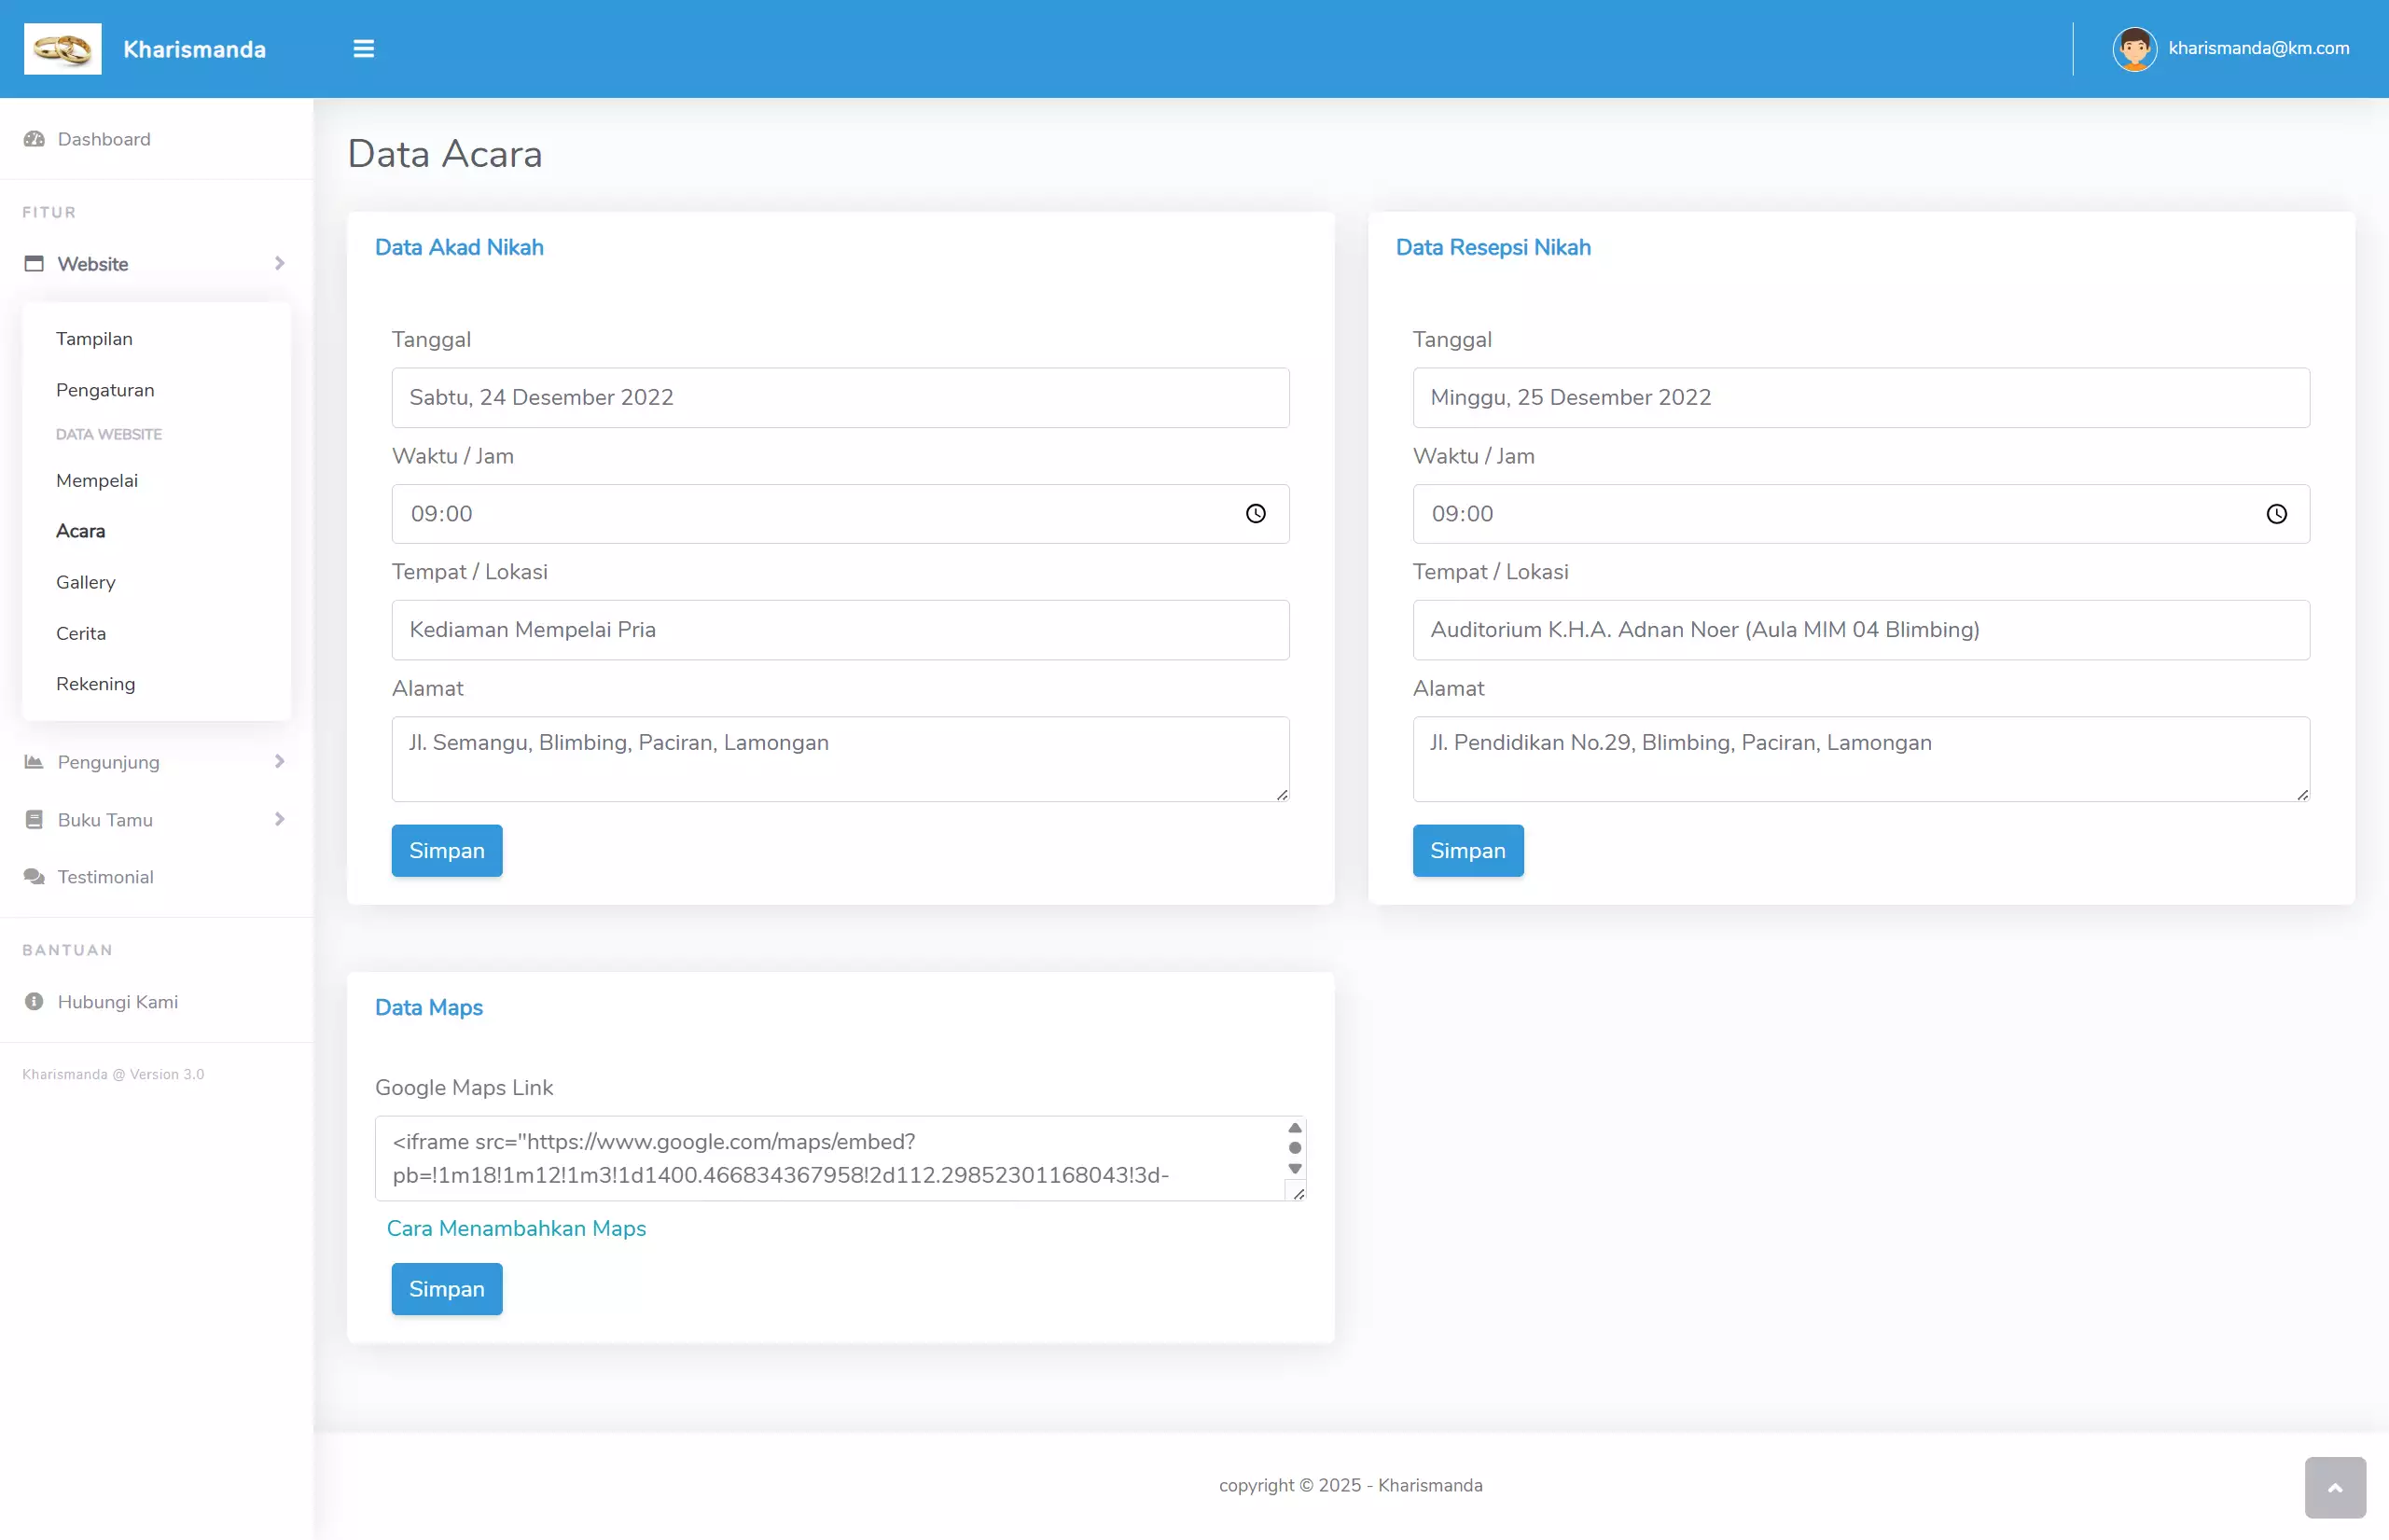 Kharismanda
kharismanda@km.com
Dashboard
FITUR
Website
Tampilan
Pengaturan
DATA WEBSITE
Mempelai
Acara
Gallery
Cerita
Rekening
Pengunjung
Buku Tamu
Testimonial
BANTUAN
Hubungi Kami
Kharismanda @ Version 3.0
Data Acara
Data Akad Nikah
Tanggal
Sabtu, 24 Desember 2022
Waktu / Jam
09:00
Tempat / Lokasi
Kediaman Mempelai Pria
Alamat
Jl. Semangu, Blimbing, Paciran, Lamongan
Simpan
Data Resepsi Nikah
Tanggal
Minggu, 25 Desember 2022
Waktu / Jam
09:00
Tempat / Lokasi
Auditorium K.H.A. Adnan Noer (Aula MIM 04 Blimbing)
Alamat
Jl. Pendidikan No.29, Blimbing, Paciran, Lamongan
Simpan
Data Maps
Google Maps Link
<iframe src="https://www.google.com/maps/embed?
pb=!1m18!1m12!1m3!1d1400.466834367958!2d112.29852301168043!3d-
Cara Menambahkan Maps
Simpan
copyright © 2025 - Kharismanda